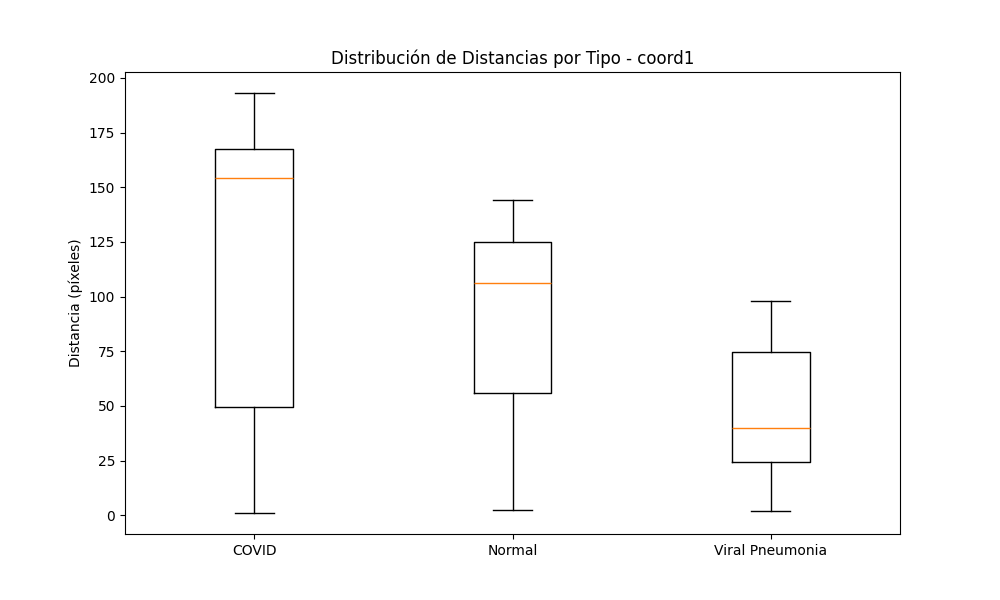 Distribución de Distancias por Tipo - coord1
200
175
150
125
100
75
50
25
0
Distancia (píxeles)
COVID
Normal
Viral Pneumonia